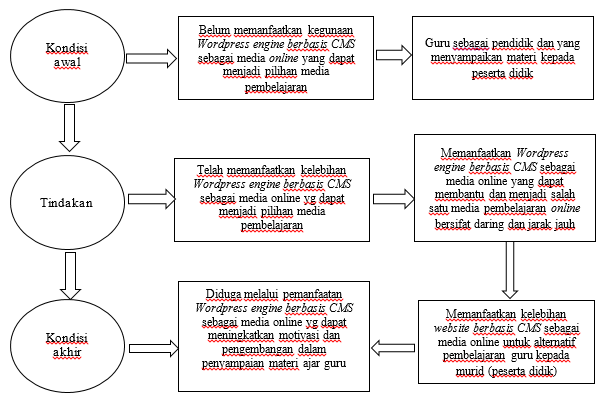 Kondisi
awal
Belum memanfaatkan kegunaan
Wordpress engine berbasis CMS
sebagai media online yang dapat
menjadi pilihan media
pembelajaran
Guru sebagai pendidik dan yang
menyampaikan materi kepada
peserta didik
Tindakan
Telah memanfaatkan kelebihan
Wordpress engine berbasis CMS
sebagai media online yg dapat
menjadi pilihan media
pembelajaran
Memanfaatkan Wordpress
engine berbasis CMS sebagai
media online yang dapat
membantu dan menjadi salah
satu media pembelajaran online
bersifat daring dan jarak jauh
Kondisi
akhir
Diduga melalui pemanfaatan
Wordpress engine berbasis CMS
sebagai media online yg dapat
meningkatkan motivasi dan
pengembangan dalam
penyampaian materi ajar guru
Memanfaatkan kelebihan
website berbasis CMS sebagai
media online untuk alternatif
pembelajaran guru kepada
murid (peserta didik)